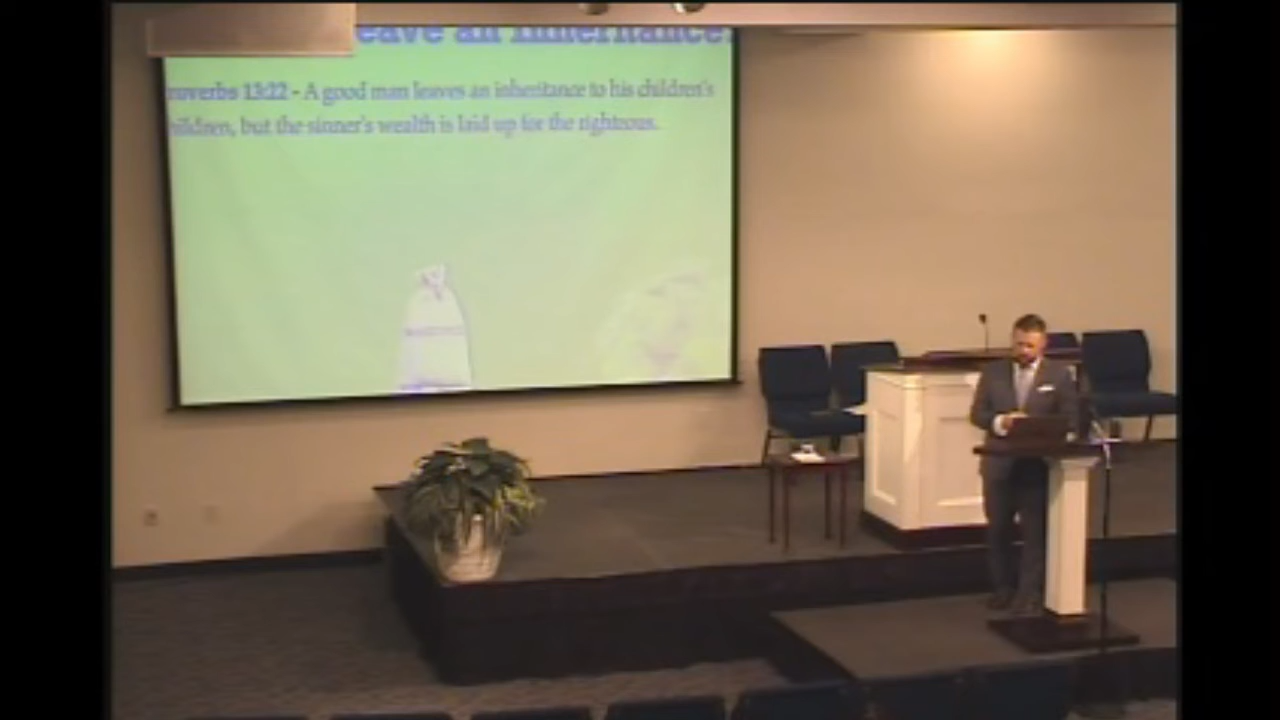 eave an Inheritance!
roverbs 13:22 - A good man leaves an inheritance to his children's
hildren, but the sinner's wealth is laid up for the righteous.